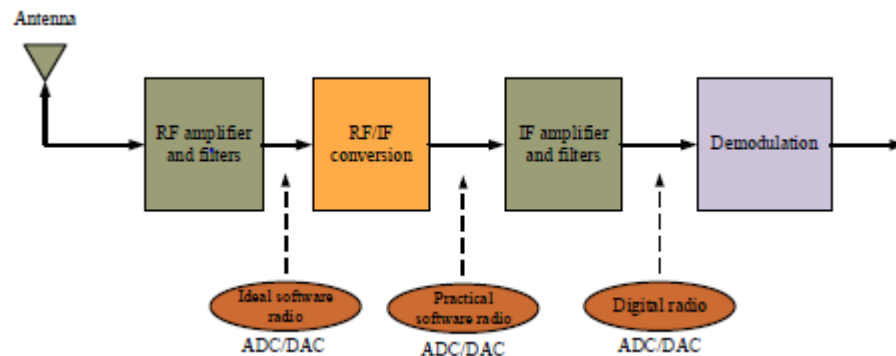 Antenna
RF amplifier
and filters
RF/IF
conversion
IF amplifier
and filters
Demodulation
Ideal software
radio
ADC/DAC
Practical
software radio
ADC/DAC
Digital radio
ADC/DAC